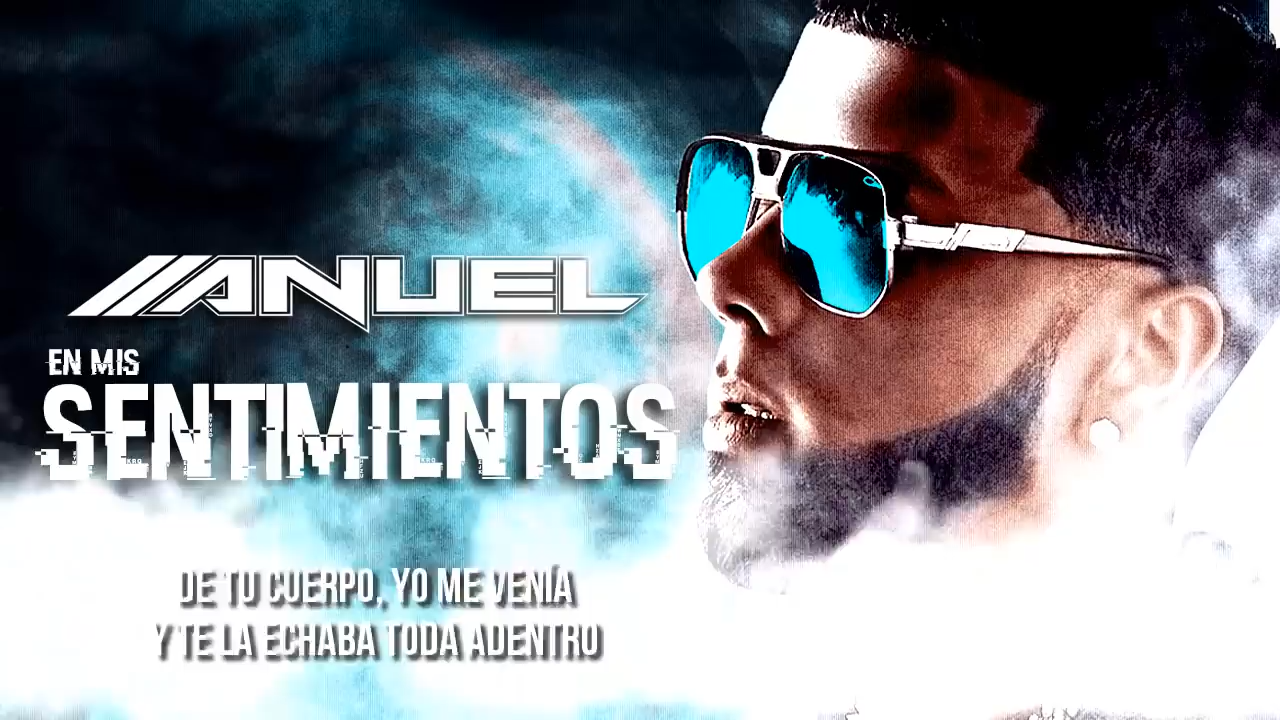 ANUEL
EN MIS
SENTIMIENTOS
DE TU CUERPO, YO ME VENÍA
Y TE LA ECHABA TODA ADENTRO